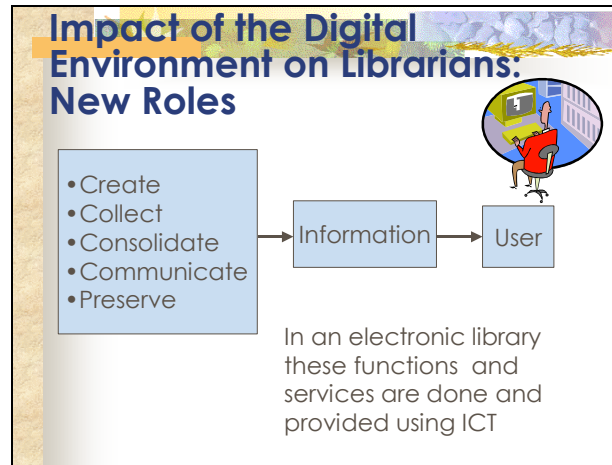 Impact of the Digital
Environment on Librarians:
New Roles
•Create
•Collect
•Consolidate
•Communicate
•Preserve
Information
User
In an electronic library
these functions and
services are done and
provided using ICT